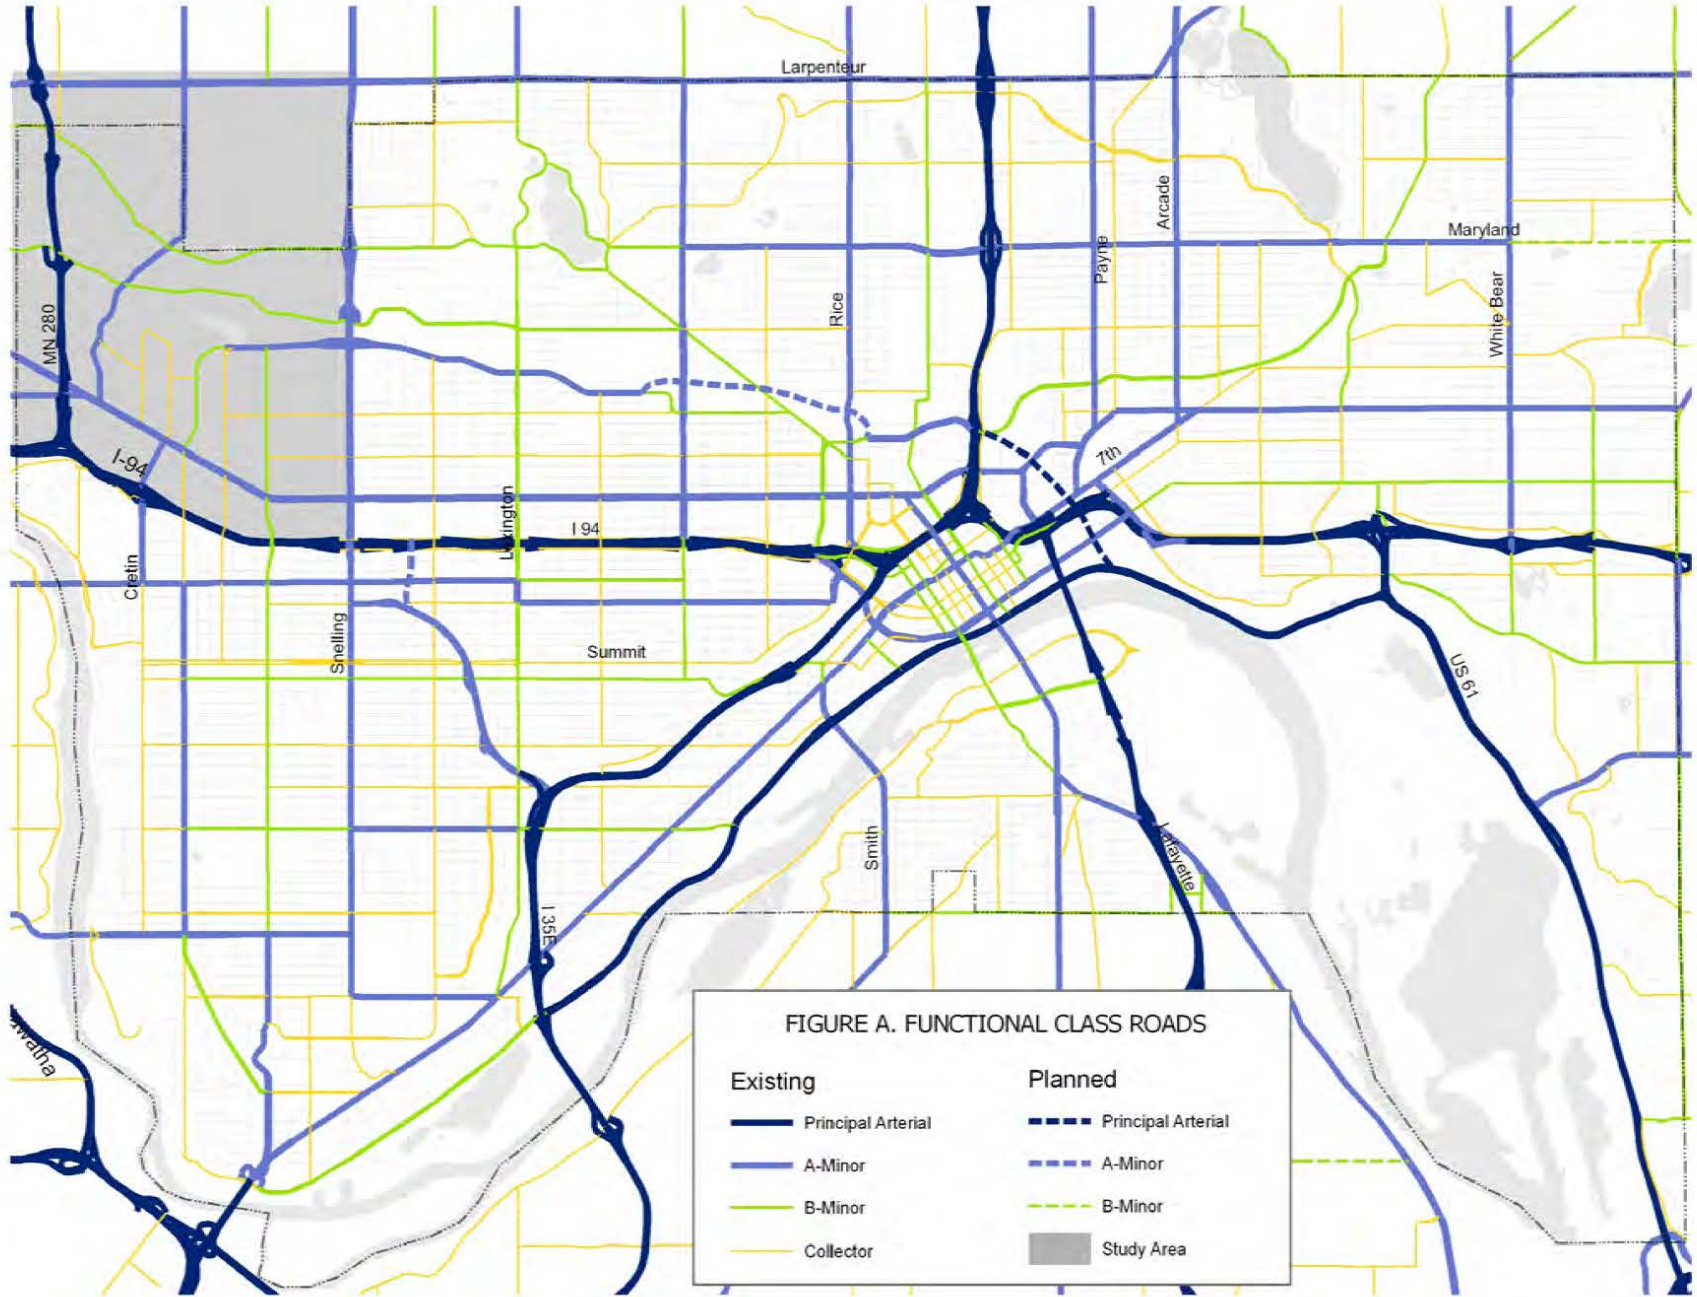 Larpenteur
Arcade
Maryland
Payne
White Bear
Rice
MN 280
7th
I-94
I 94
Lexington
Cretin
Snelling
Summit
US 61
Smith
Lafayette
I 35E
FIGURE A. FUNCTIONAL CLASS ROADS
Existing
Planned
Principal Arterial
Principal Arterial
A-Minor
A-Minor
B-Minor
B-Minor
Collector
Study Area